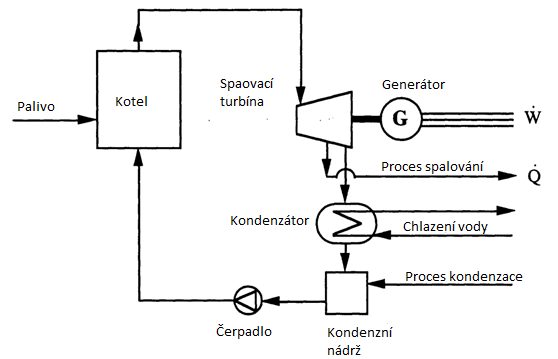 Spaovací
turbína
Generátor
Kotel
Palivo
G
Ẇ
Proces spalování
Q̇
Kondenzátor
Chlazení vody
Proces kondenzace
Čerpadlo
Kondenzní
nádrž